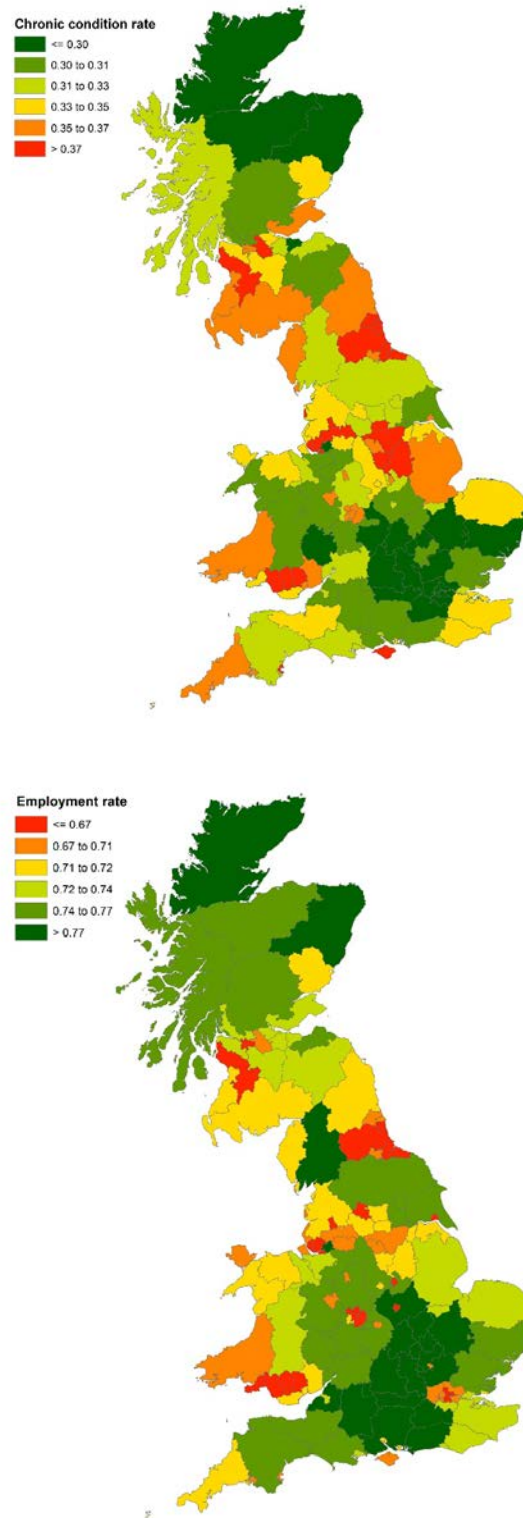 Chronic condition rate
<= 0.30
0.30 to 0.31
0.31 to 0.33
0.33 to 0.35
0.35 to 0.37
> 0.37
Employment rate
<= 0.67
0.67 to 0.71
0.71 to 0.72
0.72 to 0.74
0.74 to 0.77
> 0.77